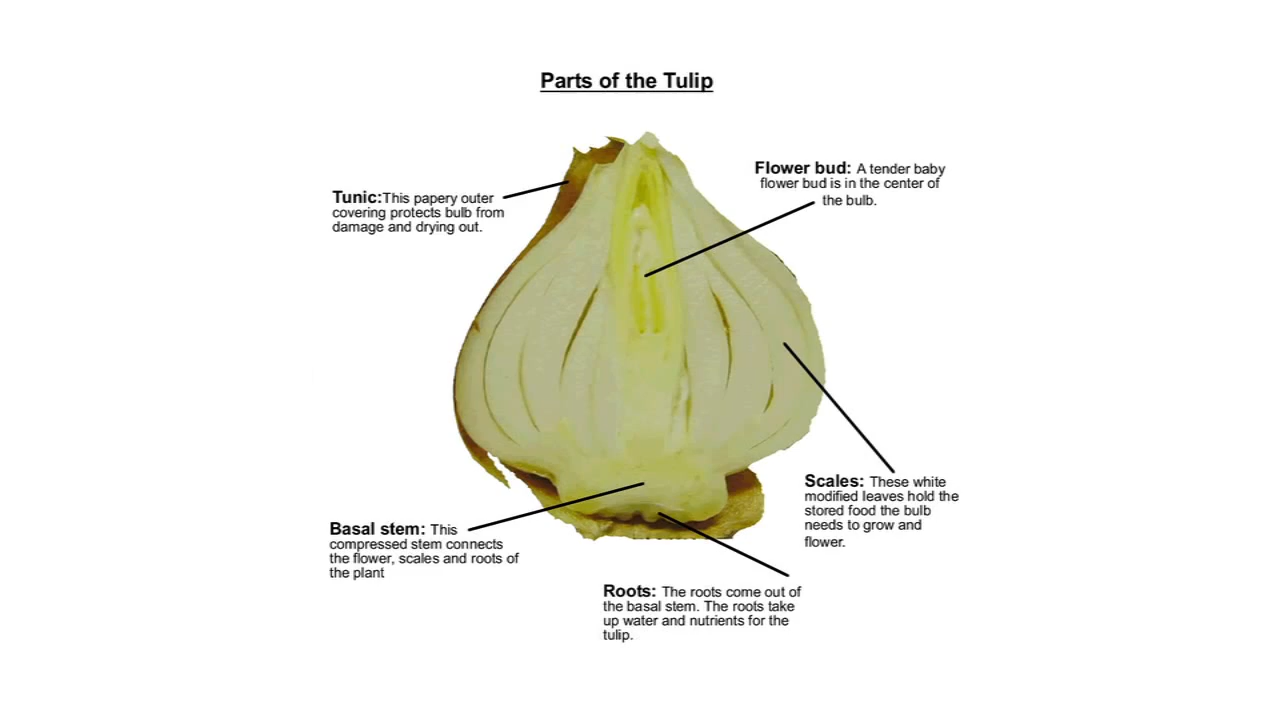 Parts of the Tulip
Tunic:This papery outer
covering protects bulb from
damage and drying out.
Flower bud: A tender baby
flower bud is in the center of
the bulb.
Scales: These white
modified leaves hold the
stored food the bulb
needs to grow and
flower.
Basal stem: This
compressed stem connects
the flower, scales and roots of
the plant
Roots: The roots come out of
the basal stem. The roots take
up water and nutrients for the
tulip.